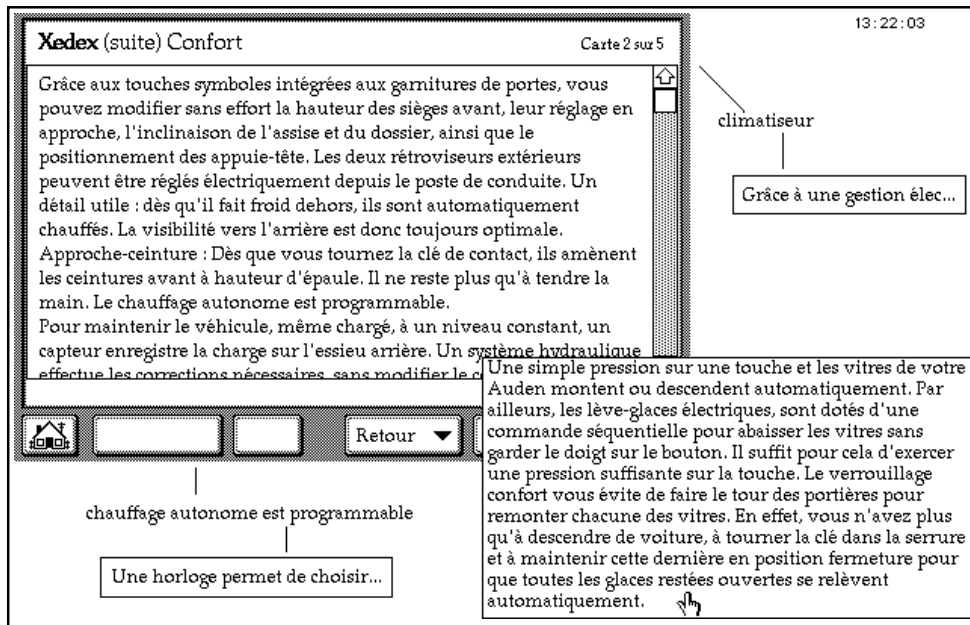 13:22:03
Xedex (suite) Confort
Carte 2 sur 5
Grâce aux touches symboles intégrées aux garnitures de portes, vous
pouvez modifier sans effort la hauteur des sièges avant, leur réglage en
approche, l'inclinaison de l'assise et du dossier, ainsi que le
positionnement des appuie-tête. Les deux rétroviseurs extérieurs
peuvent être réglés électriquement depuis le poste de conduite. Un
détail utile : dès qu'il fait froid dehors, ils sont automatiquement
chauffés. La visibilité vers l'arrière est donc toujours optimale.
Approche-ceinture : Dès que vous tournez la clé de contact, ils amènent
les ceintures avant à hauteur d'épaule. Il ne reste plus qu'à tendre la
main. Le chauffage autonome est programmable.
Pour maintenir le véhicule, même chargé, à un niveau constant, un
capteur enregistre la charge sur l'essieu arrière. Un système hydraulique
effectue les corrections nécessaires, sans modifier le
climatiseur
Grâce à une gestion élec...
Retour
chauffage autonome est programmable
Une horloge permet de choisir...
Une simple pression sur une touche et les vitres de votre
Auden montent ou descendent automatiquement. Par
ailleurs, les lève-glaces électriques, sont dotés d'une
commande séquentielle pour abaisser les vitres sans
garder le doigt sur le bouton. Il suffit pour cela d'exercer
une pression suffisante sur la touche. Le verrouillage
confort vous évite de faire le tour des portières pour
remonter chacune des vitres. En effet, vous n'avez plus
qu'à descendre de voiture, à tourner la clé dans la serrure
et à maintenir cette dernière en position fermeture pour
que toutes les glaces restées ouvertes se relèvent
automatiquement.